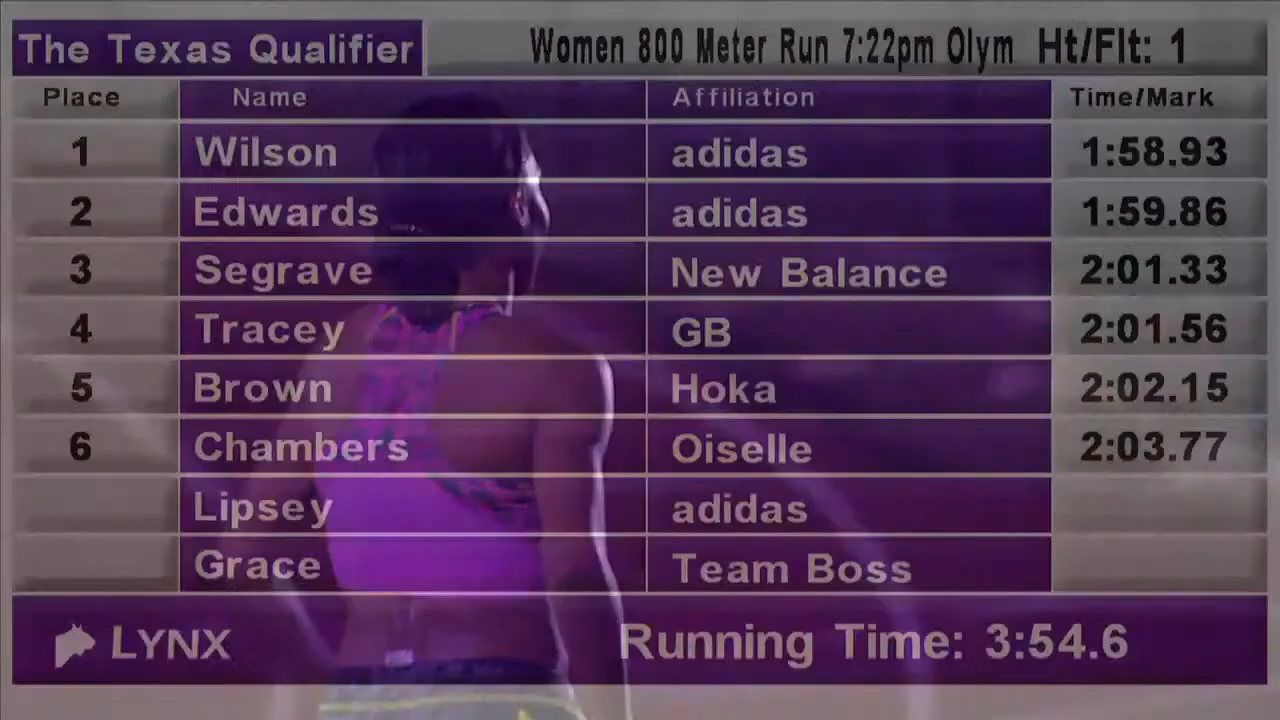 The Texas Qualifier Women 800 Meter Run 7:22pm Olym Ht/Flt: 1
Place Name Affiliation Time/Mark
1 Wilson adidas 1:58.93
2 Edwards adidas 1:59.86
3 Segrave New Balance 2:01.33
4 Tracey GB 2:01.56
5 Brown Hoka 2:02.15
6 Chambers Oiselle 2:03.77
Lipsey adidas
Grace Team Boss
LYNX Running Time: 3:54.6